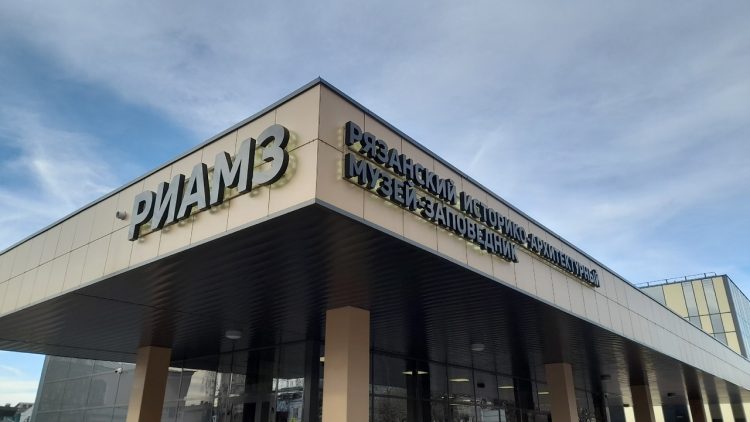 РИАМЗ
РЯЗАНСКИЙ ИСТОРИКО-АРХИТЕКТУРНЫЙ
МУЗЕЙ-ЗАПОВЕДНИК